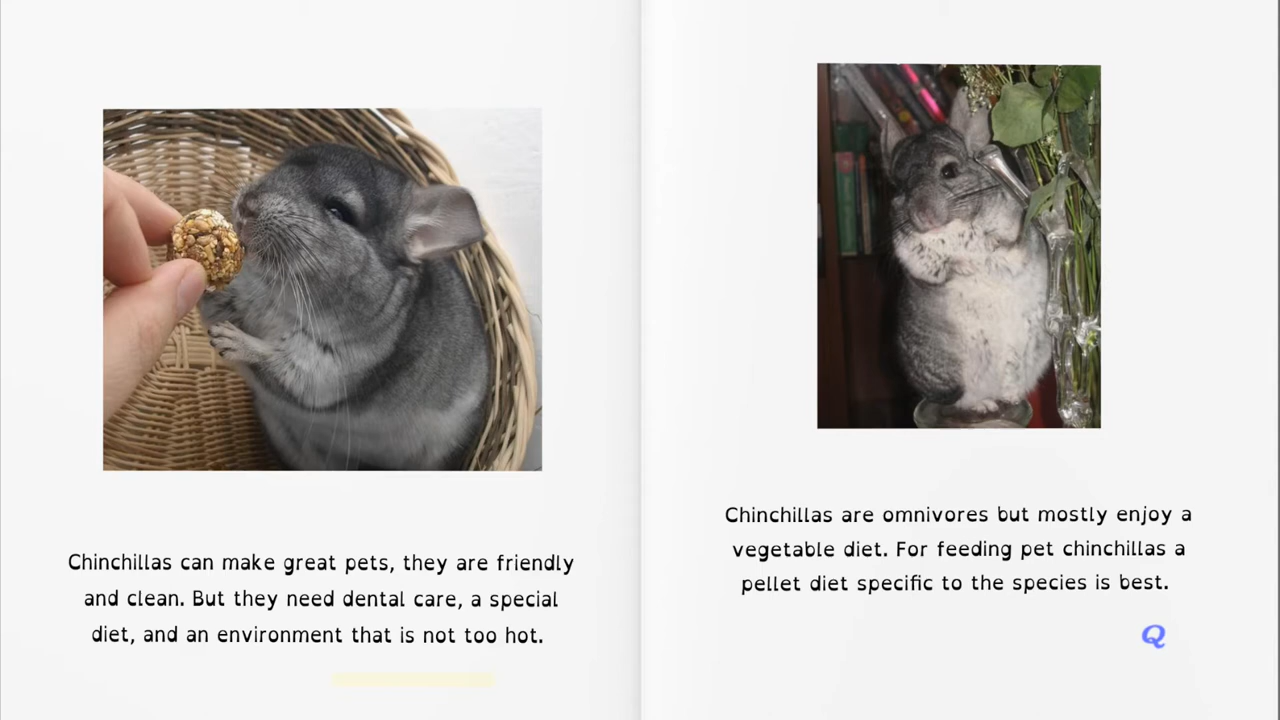 Chinchillas can make great pets, they are friendly
and clean. But they need dental care, a special
diet, and an environment that is not too hot.
Chinchillas are omnivores but mostly enjoy a
vegetable diet. For feeding pet chinchillas a
pellet diet specific to the species is best.
Q